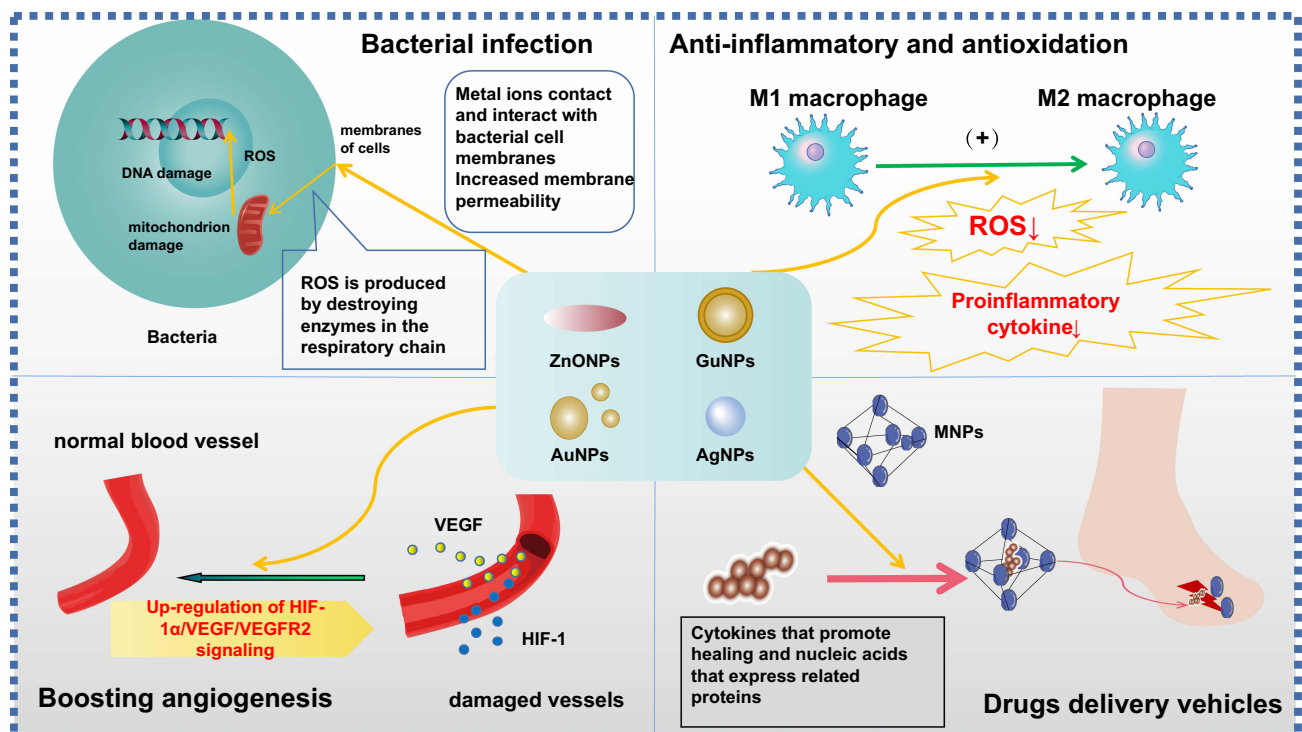 Bacterial infection
Metal ions contact
and interact with
bacterial cell
membranes
Increased membrane
permeability
membranes
of cells
ROS
DNA damage
mitochondrion
damage
ROS is produced
by destroying
enzymes in the
respiratory chain
Bacteria
Anti-inflammatory and antioxidation
M1 macrophage
M2 macrophage
(+)
ROS↓
Proinflammatory
cytokine↓
ZnONPs
GuNPs
AuNPs
AgNPs
normal blood vessel
VEGF
Up-regulation of HIF-
1α/VEGF/VEGFR2
signaling
HIF-1
Boosting angiogenesis
damaged vessels
MNPs
Cytokines that promote
healing and nucleic acids
that express related
proteins
Drugs delivery vehicles